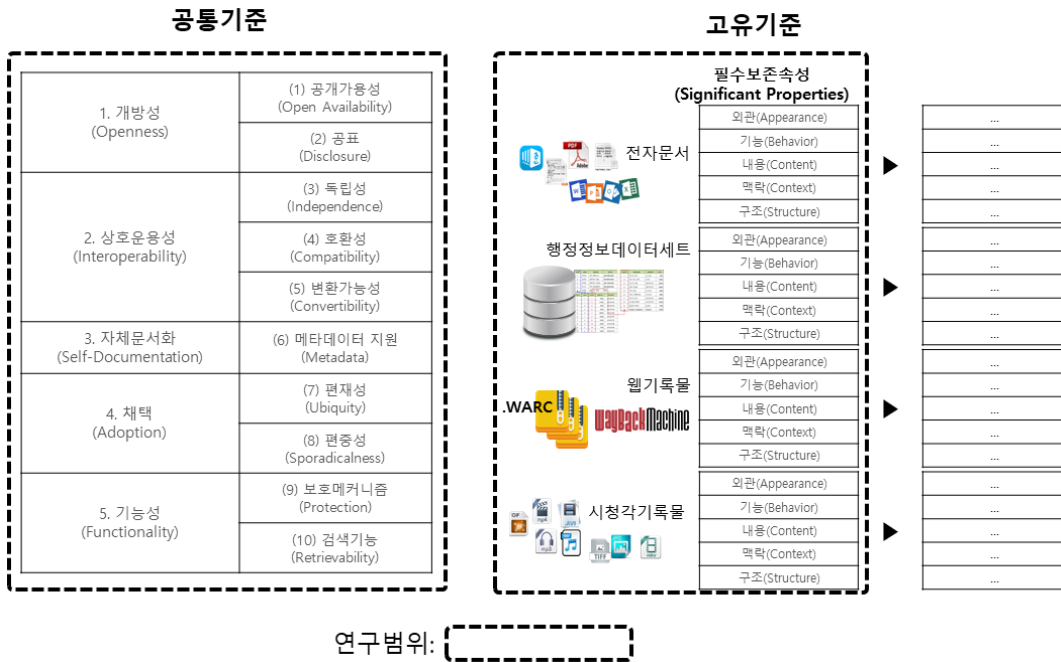 공통기준
1. 개방성
(Openness)
(1) 공개가용성
(Open Availability)
(2) 공표
(Disclosure)
2. 상호운용성
(Interoperability)
(3) 독립성
(Independence)
(4) 호환성
(Compatibility)
(5) 변환가능성
(Convertibility)
3. 자체문서화
(Self-Documentation)
(6) 메타데이터 지원
(Metadata)
4. 채택
(Adoption)
(7) 편재성
(Ubiquity)
(8) 편중성
(Sporadicalness)
5. 기능성
(Functionality)
(9) 보호메커니즘
(Protection)
(10) 검색기능
(Retrievability)
고유기준
필수보존속성
(Significant Properties)
전자문서
PDF
Adobe
외관(Appearance)
기능(Behavior)
내용(Content)
맥락(Context)
구조(Structure)
...
...
...
...
...
행정정보데이터세트
외관(Appearance)
기능(Behavior)
내용(Content)
맥락(Context)
구조(Structure)
...
...
...
...
...
웹기록물
.WARC
WayBackMachine
외관(Appearance)
기능(Behavior)
내용(Content)
맥락(Context)
구조(Structure)
...
...
...
...
...
시청각기록물
GIF
mp4
AVI
mp3
TIFF
외관(Appearance)
기능(Behavior)
내용(Content)
맥락(Context)
구조(Structure)
...
...
...
...
...
연구범위: